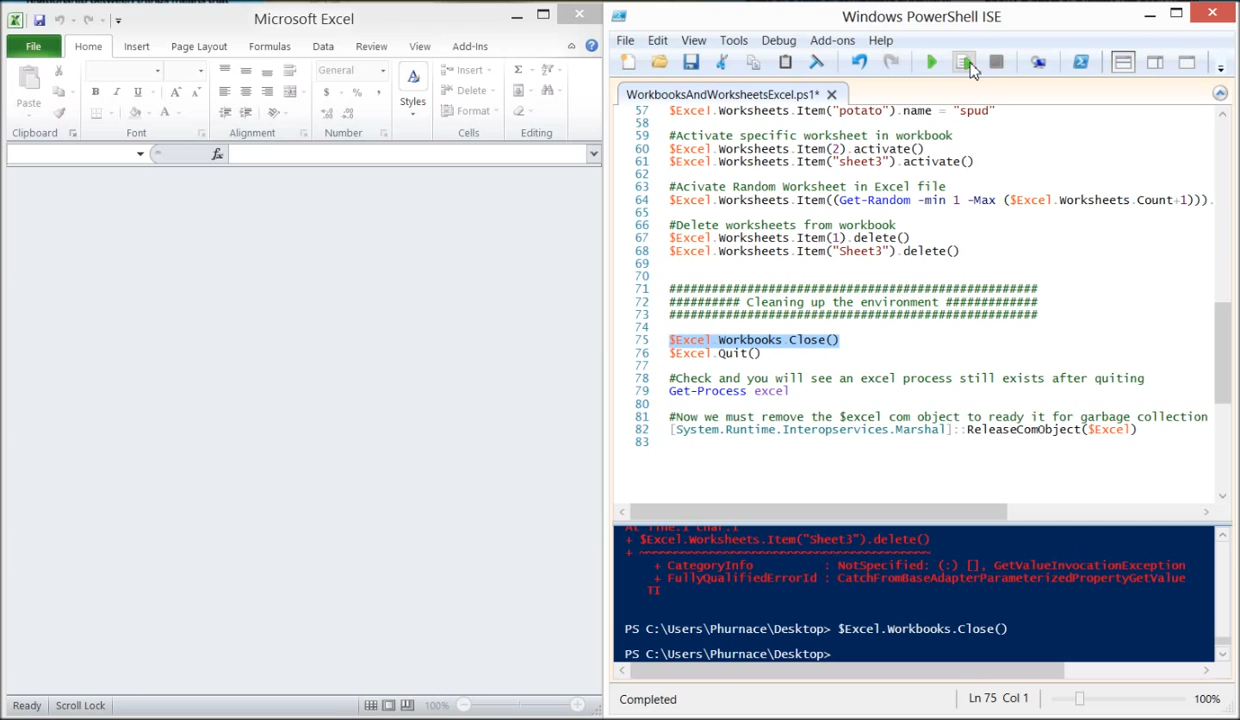 Microsoft Excel
File Home Insert Page Layout Formulas Data Review View Add-Ins
Paste
B I U
General
$ % ,
Styles
Insert
Delete
Format
Clipboard Font Alignment Number Cells Editing
fx
Ready Scroll Lock 100%
Windows PowerShell ISE
File Edit View Tools Debug Add-ons Help
WorkbooksAndWorksheetsExcel.ps1*
57 $Excel.Worksheets.Item("potato").name = "spud"
58
59 #Activate specific worksheet in workbook
60 $Excel.Worksheets.Item(2).activate()
61 $Excel.Worksheets.Item("sheet3").activate()
62
63 #Acivate Random Worksheet in Excel file
64 $Excel.Worksheets.Item((Get-Random -min 1 -Max ($Excel.Worksheets.Count+1))).
65
66 #Delete worksheets from workbook
67 $Excel.Worksheets.Item(1).delete()
68 $Excel.Worksheets.Item("Sheet3").delete()
69
70
71 ####################################################
72 ########## Cleaning up the environment #############
73 ####################################################
74
75 $Excel.Workbooks.Close()
76 $Excel.Quit()
77
78 #Check and you will see an excel process still exists after quiting
79 Get-Process excel
80
81 #Now we must remove the $excel com object to ready it for garbage collection
82 [System.Runtime.Interopservices.Marshal]::ReleaseComObject($Excel)
83
At line:1 char:1
+ $Excel.Worksheets.Item("Sheet3").delete()
+ ~~~~~~~~~~~~~~~~~~~~~~~~~~~~~~~~~~~~~~~~~
+ CategoryInfo : NotSpecified: (:) [], GetValueInvocationException
+ FullyQualifiedErrorId : CatchFromBaseAdapterParameterizedPropertyGetValue
TI
PS C:\Users\Phurnace\Desktop> $Excel.Workbooks.Close()
PS C:\Users\Phurnace\Desktop>
Completed Ln 75 Col 1 100%